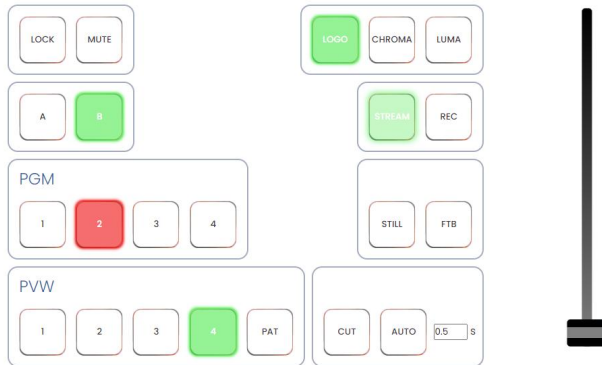 LOCK MUTE
LOGO CHROMA LUMA
A B
STREAM REC
PGM
1 2 3 4
STILL FTB
PVW
1 2 3 4 PAT
CUT AUTO 0.5 S